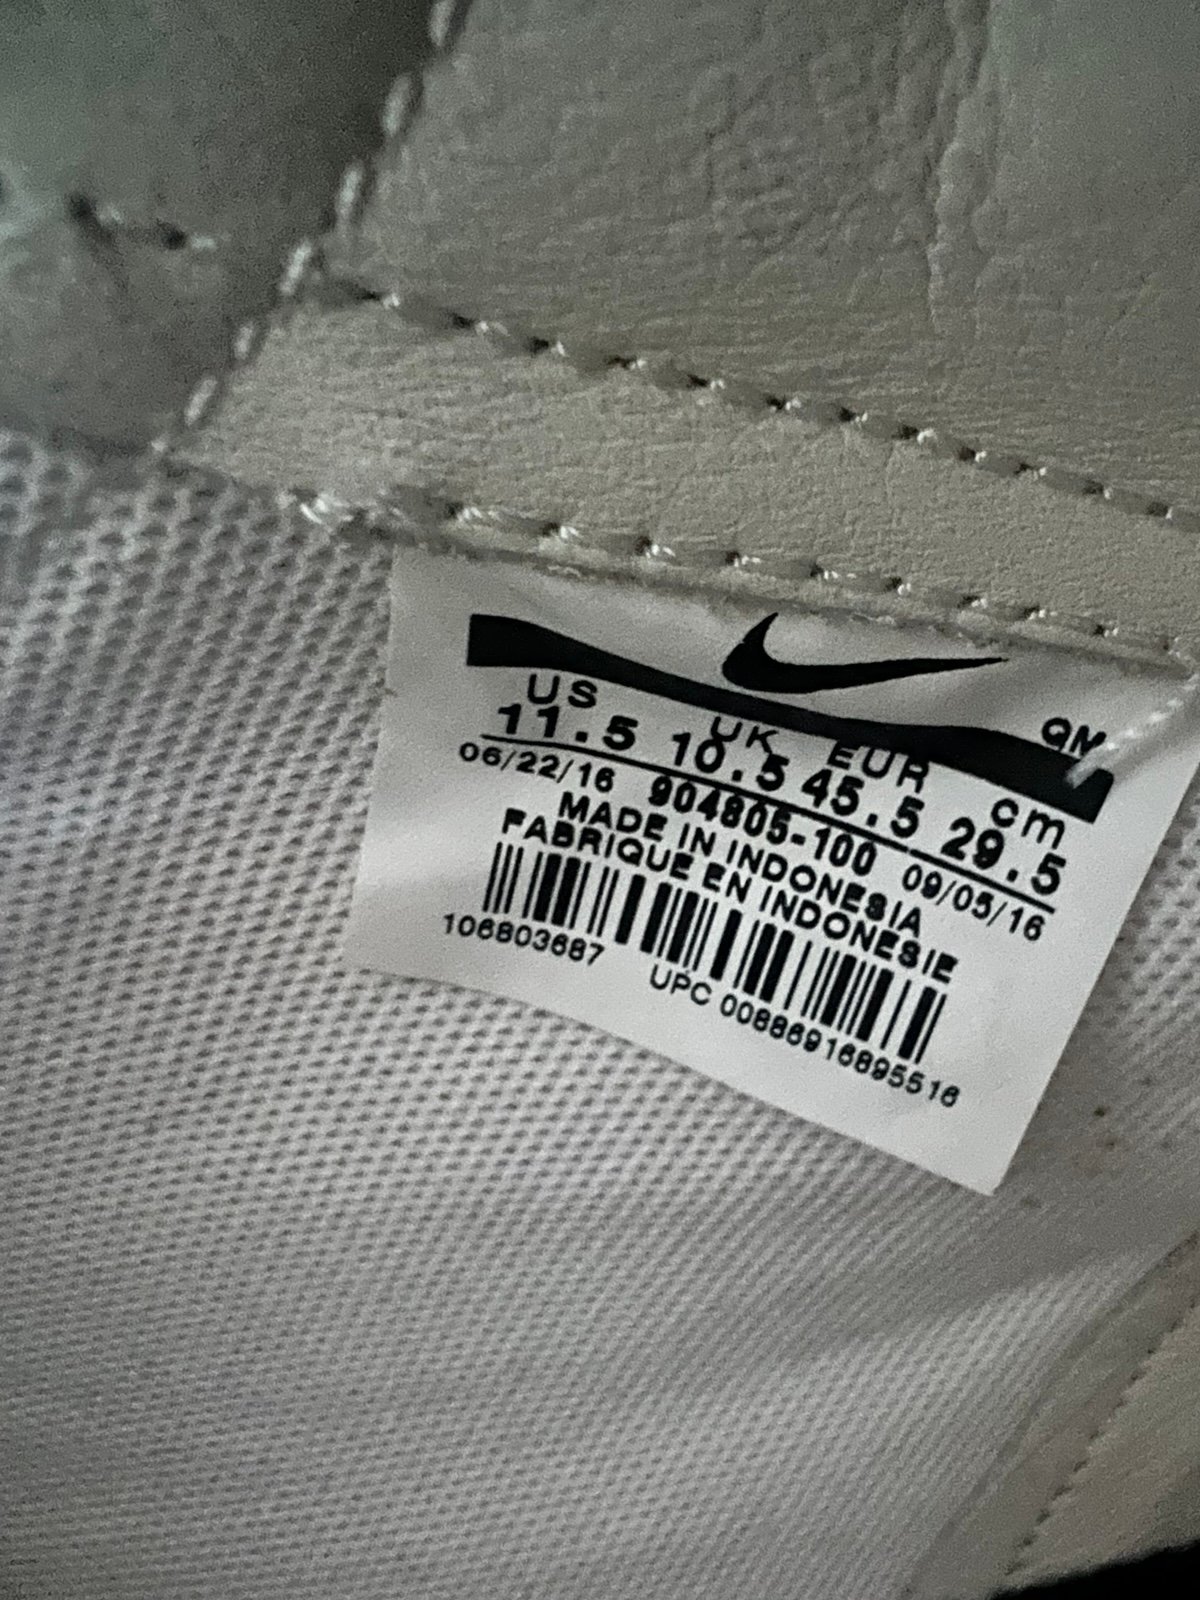 QM
US UK EUR cm
11.5 10.5 45.5 29.5
06/22/16 904805-100 09/05/16
MADE IN INDONESIA
FABRIQUE EN INDONESIE
106803687
UPC 00886916895516